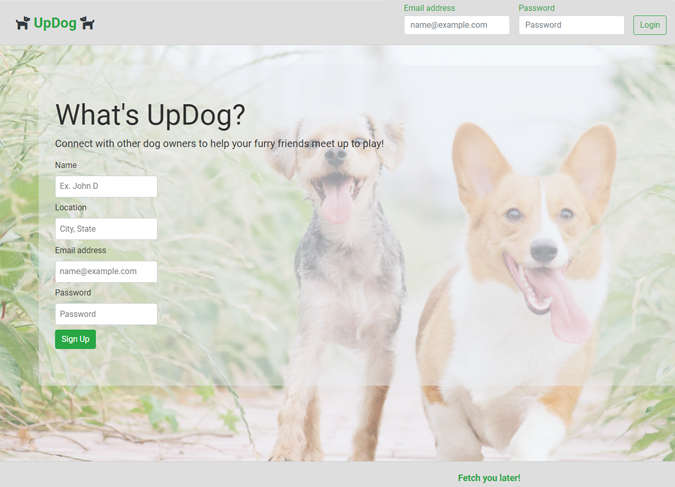 UpDog
Email address
Password
name@example.com
Password
Login
What's UpDog?
Connect with other dog owners to help your furry friends meet up to play!
Name
Ex. John D
Location
City, State
Email address
name@example.com
Password
Password
Sign Up
Fetch you later!